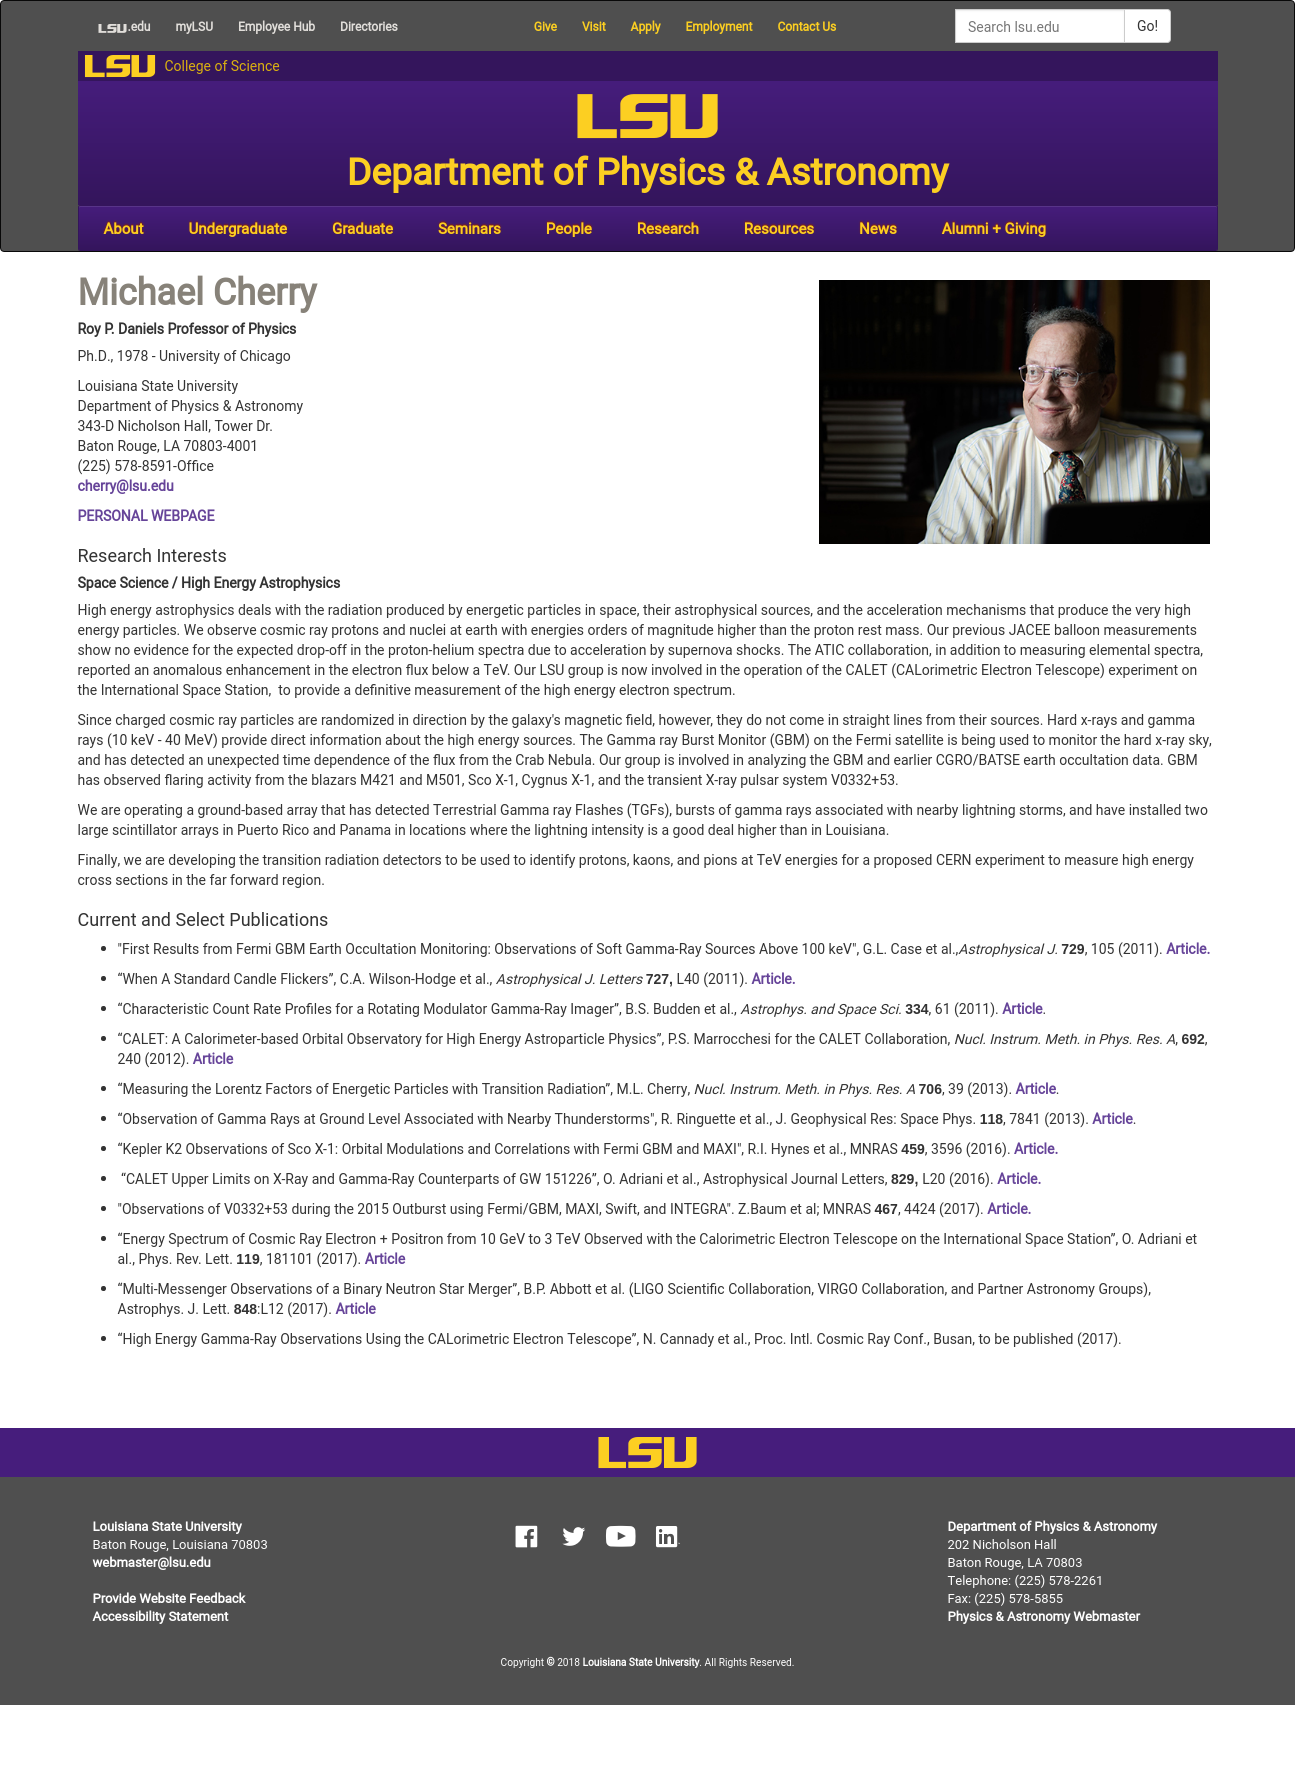 LSU.edu myLSU Employee Hub Directories Give Visit Apply Employment Contact Us Search lsu.edu Go!
LSU College of Science
LSU
Department of Physics & Astronomy
About Undergraduate Graduate Seminars People Research Resources News Alumni + Giving
Michael Cherry
Roy P. Daniels Professor of Physics
Ph.D., 1978 - University of Chicago
Louisiana State University
Department of Physics & Astronomy
343-D Nicholson Hall, Tower Dr.
Baton Rouge, LA 70803-4001
(225) 578-8591-Office
cherry@lsu.edu
PERSONAL WEBPAGE
Research Interests
Space Science / High Energy Astrophysics
High energy astrophysics deals with the radiation produced by energetic particles in space, their astrophysical sources, and the acceleration mechanisms that produce the very high
energy particles. We observe cosmic ray protons and nuclei at earth with energies orders of magnitude higher than the proton rest mass. Our previous JACEE balloon measurements
show no evidence for the expected drop-off in the proton-helium spectra due to acceleration by supernova shocks. The ATIC collaboration, in addition to measuring elemental spectra,
reported an anomalous enhancement in the electron flux below a TeV. Our LSU group is now involved in the operation of the CALET (CALorimetric Electron Telescope) experiment on
the International Space Station,  to provide a definitive measurement of the high energy electron spectrum.
Since charged cosmic ray particles are randomized in direction by the galaxy's magnetic field, however, they do not come in straight lines from their sources. Hard x-rays and gamma
rays (10 keV - 40 MeV) provide direct information about the high energy sources. The Gamma ray Burst Monitor (GBM) on the Fermi satellite is being used to monitor the hard x-ray sky,
and has detected an unexpected time dependence of the flux from the Crab Nebula. Our group is involved in analyzing the GBM and earlier CGRO/BATSE earth occultation data. GBM
has observed flaring activity from the blazars M421 and M501, Sco X-1, Cygnus X-1, and the transient X-ray pulsar system V0332+53.
We are operating a ground-based array that has detected Terrestrial Gamma ray Flashes (TGFs), bursts of gamma rays associated with nearby lightning storms, and have installed two
large scintillator arrays in Puerto Rico and Panama in locations where the lightning intensity is a good deal higher than in Louisiana.
Finally, we are developing the transition radiation detectors to be used to identify protons, kaons, and pions at TeV energies for a proposed CERN experiment to measure high energy
cross sections in the far forward region.
Current and Select Publications
• "First Results from Fermi GBM Earth Occultation Monitoring: Observations of Soft Gamma-Ray Sources Above 100 keV", G.L. Case et al.,Astrophysical J. 729, 105 (2011). Article.
• “When A Standard Candle Flickers”, C.A. Wilson-Hodge et al., Astrophysical J. Letters 727, L40 (2011). Article.
• “Characteristic Count Rate Profiles for a Rotating Modulator Gamma-Ray Imager”, B.S. Budden et al., Astrophys. and Space Sci. 334, 61 (2011). Article.
• “CALET: A Calorimeter-based Orbital Observatory for High Energy Astroparticle Physics”, P.S. Marrocchesi for the CALET Collaboration, Nucl. Instrum. Meth. in Phys. Res. A, 692,
240 (2012). Article
• “Measuring the Lorentz Factors of Energetic Particles with Transition Radiation”, M.L. Cherry, Nucl. Instrum. Meth. in Phys. Res. A 706, 39 (2013). Article.
• “Observation of Gamma Rays at Ground Level Associated with Nearby Thunderstorms", R. Ringuette et al., J. Geophysical Res: Space Phys. 118, 7841 (2013). Article.
• “Kepler K2 Observations of Sco X-1: Orbital Modulations and Correlations with Fermi GBM and MAXI", R.I. Hynes et al., MNRAS 459, 3596 (2016). Article.
• “CALET Upper Limits on X-Ray and Gamma-Ray Counterparts of GW 151226”, O. Adriani et al., Astrophysical Journal Letters, 829, L20 (2016). Article.
• "Observations of V0332+53 during the 2015 Outburst using Fermi/GBM, MAXI, Swift, and INTEGRA". Z.Baum et al; MNRAS 467, 4424 (2017). Article.
• “Energy Spectrum of Cosmic Ray Electron + Positron from 10 GeV to 3 TeV Observed with the Calorimetric Electron Telescope on the International Space Station”, O. Adriani et
al., Phys. Rev. Lett. 119, 181101 (2017). Article
• “Multi-Messenger Observations of a Binary Neutron Star Merger”, B.P. Abbott et al. (LIGO Scientific Collaboration, VIRGO Collaboration, and Partner Astronomy Groups),
Astrophys. J. Lett. 848:L12 (2017). Article
• “High Energy Gamma-Ray Observations Using the CALorimetric Electron Telescope”, N. Cannady et al., Proc. Intl. Cosmic Ray Conf., Busan, to be published (2017).
LSU
Louisiana State University
Baton Rouge, Louisiana 70803
webmaster@lsu.edu
Provide Website Feedback
Accessibility Statement
Department of Physics & Astronomy
202 Nicholson Hall
Baton Rouge, LA 70803
Telephone: (225) 578-2261
Fax: (225) 578-5855
Physics & Astronomy Webmaster
Copyright © 2018 Louisiana State University. All Rights Reserved.